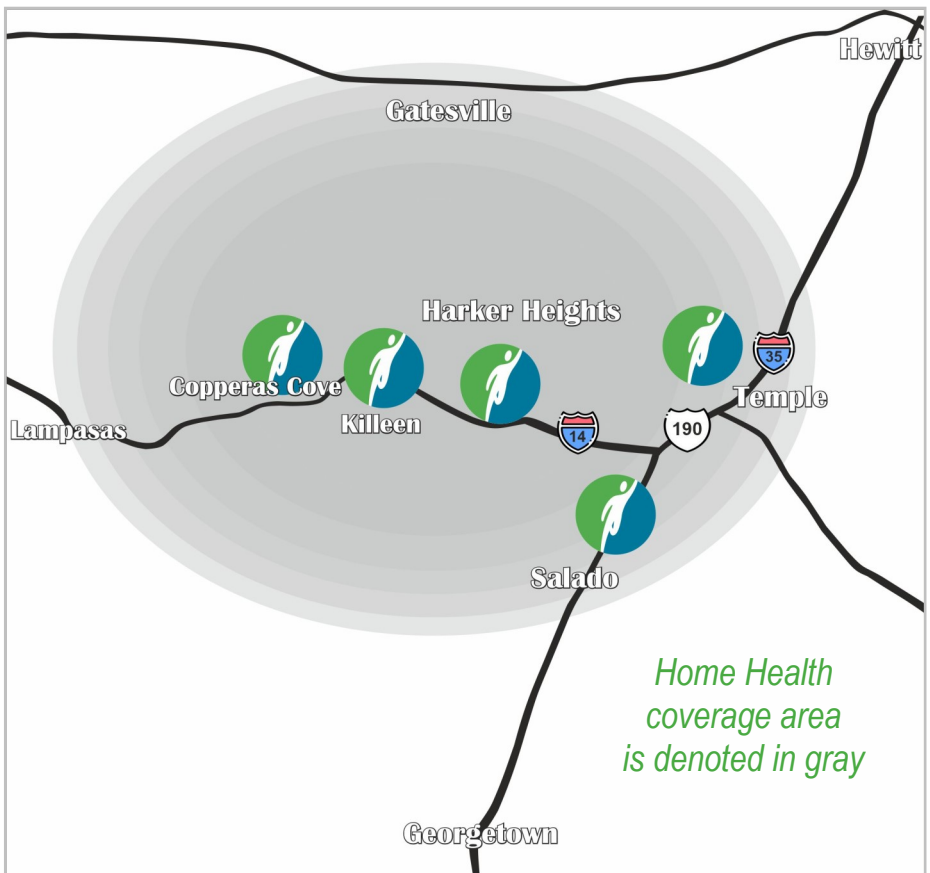 Hewitt
Gatesville
Harker Heights
35
Copperas Cove
Temple
Killeen
Lampasas
190
14
Salado
Home Health
coverage area
is denoted in gray
Georgetown